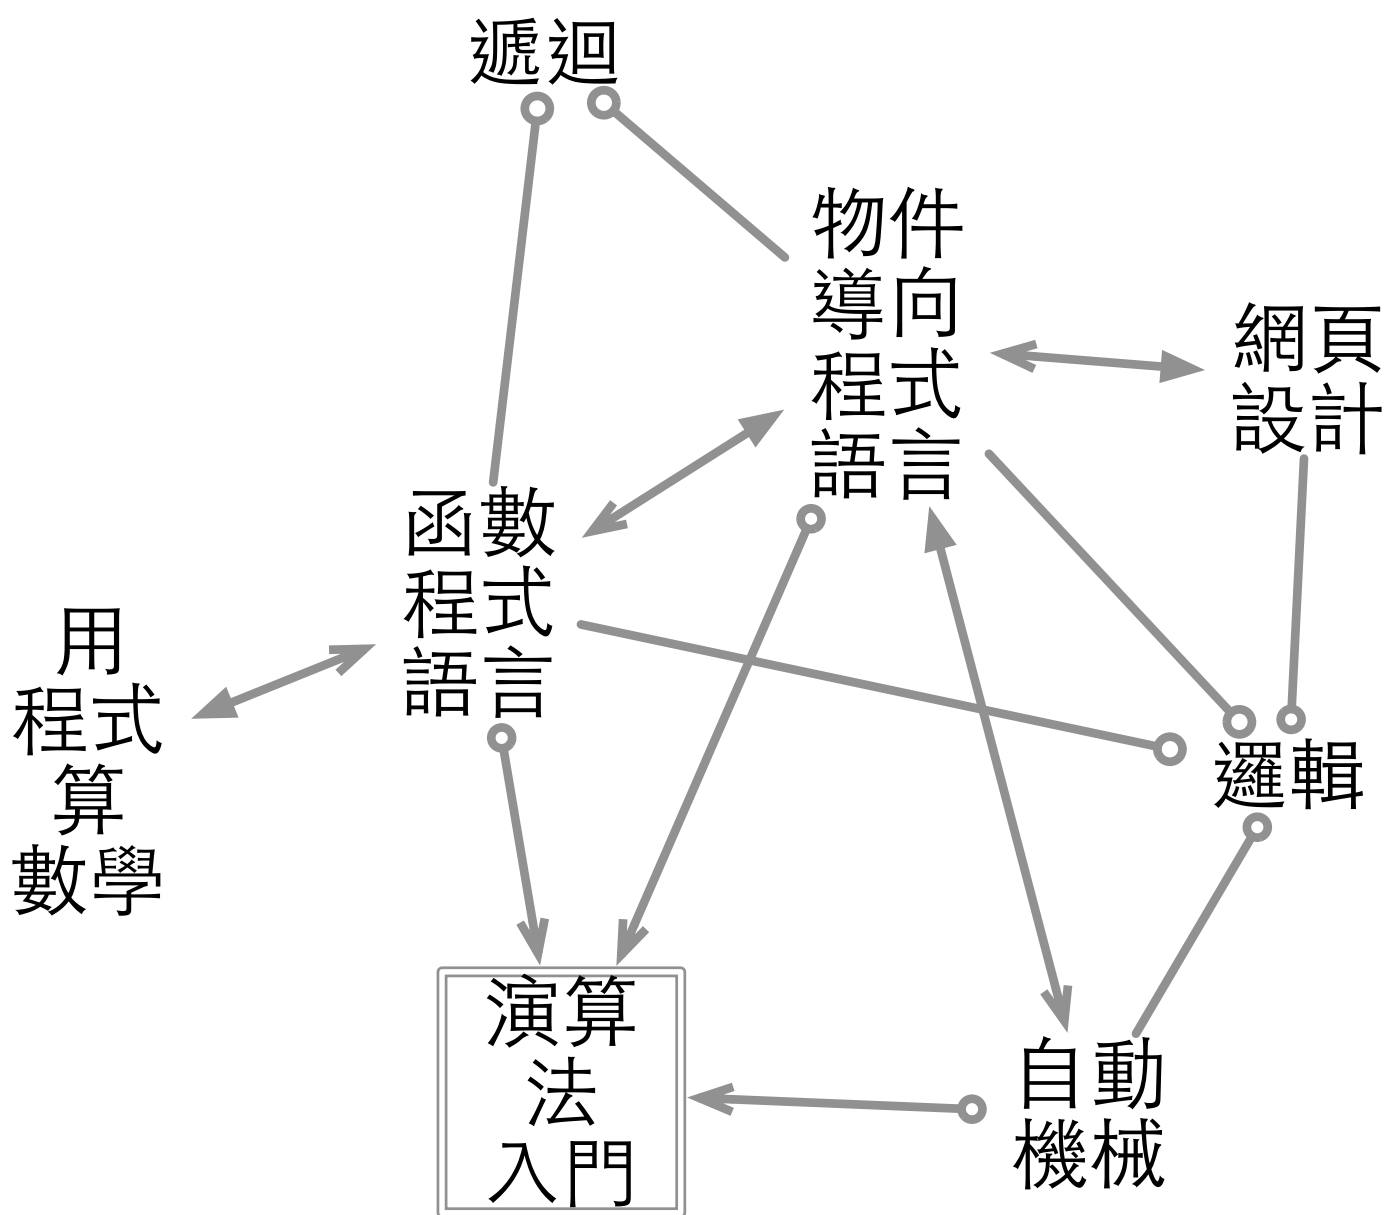 遞迴
物件
導向
程式
語言
網頁
設計
函數
程式
語言
用
程式
算
數學
邏輯
演算
法
入門
自動
機械